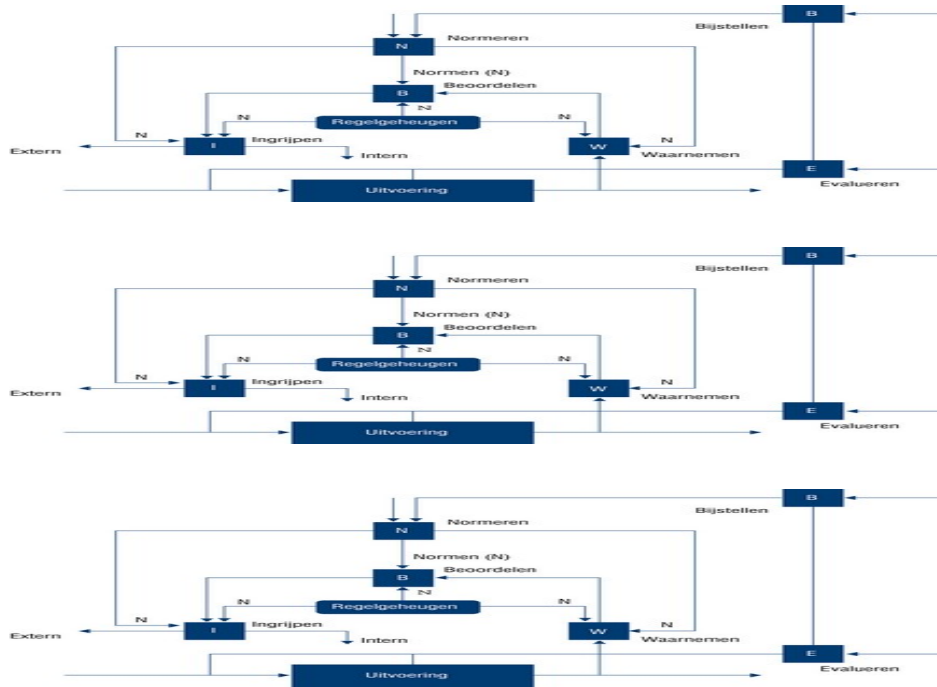 B
Bijstellen
N
Normeren
Normen (N)
Beoordelen
B
N
N
Regelgeheugen
N
N
N
Extern
I
Ingrijpen
Intern
W
Waarnemen
E
Evalueren
Uitvoering
B
Bijstellen
N
Normeren
Normen (N)
Beoordelen
B
N
N
Regelgeheugen
N
N
N
Extern
I
Ingrijpen
Intern
W
Waarnemen
E
Evalueren
Uitvoering
B
Bijstellen
N
Normeren
Normen (N)
Beoordelen
B
N
N
Regelgeheugen
N
N
N
Extern
I
Ingrijpen
Intern
W
Waarnemen
E
Evalueren
Uitvoering